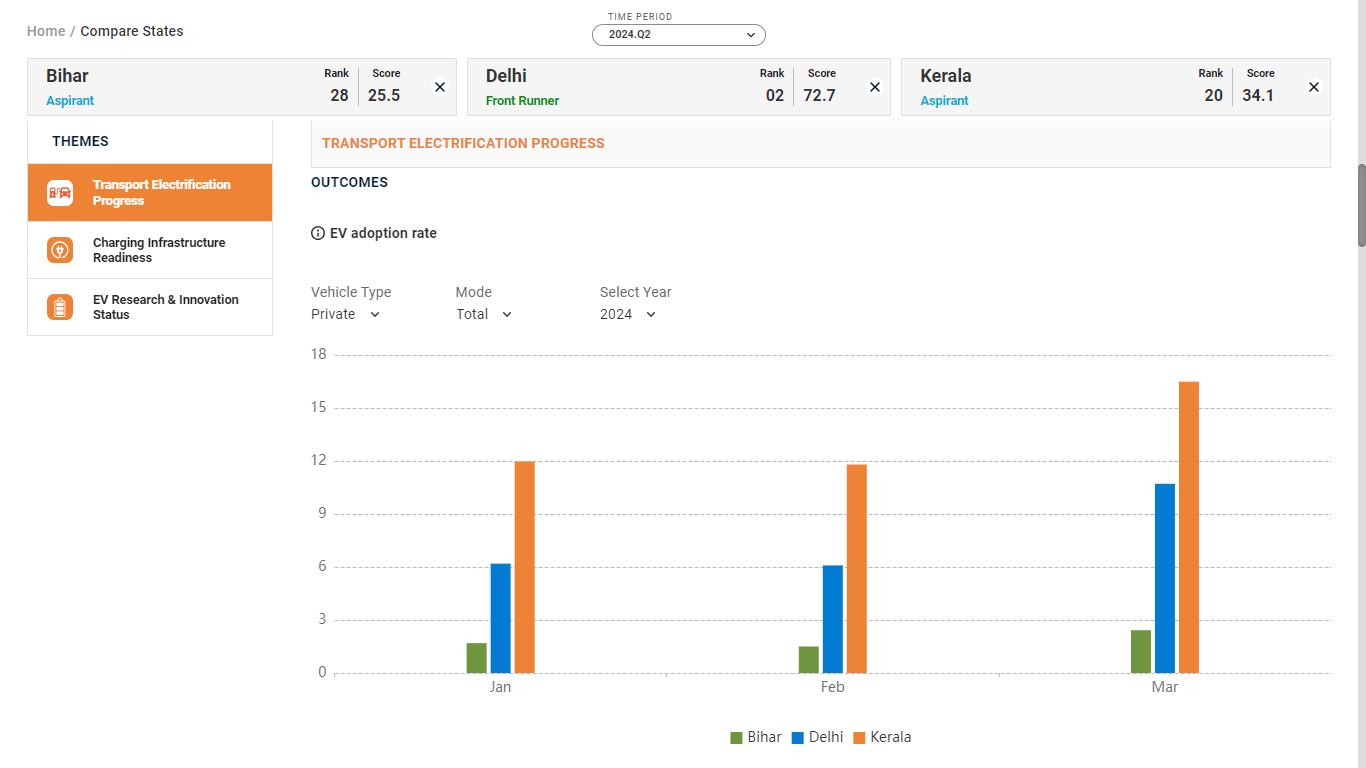 Home / Compare States
TIME PERIOD
2024.Q2
Bihar
Aspirant
Rank Score
28 25.5
Delhi
Front Runner
Rank Score
02 72.7
Kerala
Aspirant
Rank Score
20 34.1
THEMES
Transport Electrification
Progress
Charging Infrastructure
Readiness
EV Research & Innovation
Status
TRANSPORT ELECTRIFICATION PROGRESS
OUTCOMES
EV adoption rate
Vehicle Type Mode Select Year
Private Total 2024
18
15
12
9
6
3
0
Jan Feb Mar
Bihar Delhi Kerala